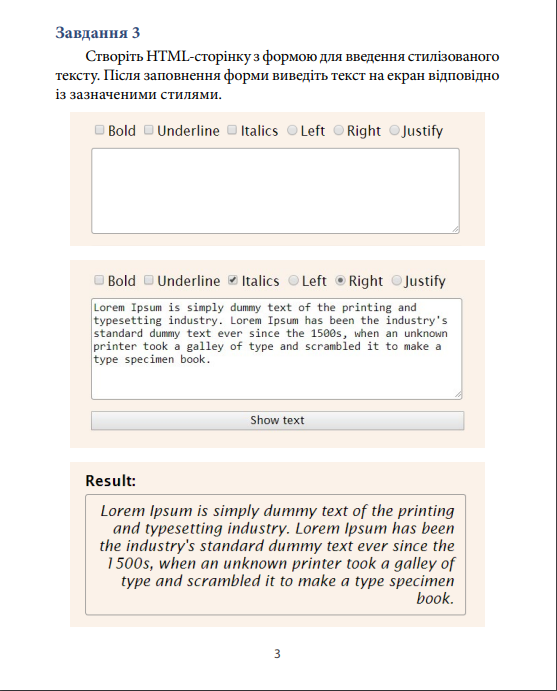 Завдання 3
Створіть HTML-сторінку з формою для введення стилізованого
тексту. Після заповнення форми виведіть текст на екран відповідно
із зазначеними стилями.
Bold Underline Italics Left Right Justify
Bold Underline Italics Left Right Justify
Lorem Ipsum is simply dummy text of the printing and
typesetting industry. Lorem Ipsum has been the industry's
standard dummy text ever since the 1500s, when an unknown
printer took a galley of type and scrambled it to make a
type specimen book.
Show text
Result:
Lorem Ipsum is simply dummy text of the printing
and typesetting industry. Lorem Ipsum has been
the industry's standard dummy text ever since the
1500s, when an unknown printer took a galley of
type and scrambled it to make a type specimen
book.
3